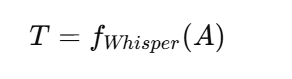 T = f_{Whisper}(A)